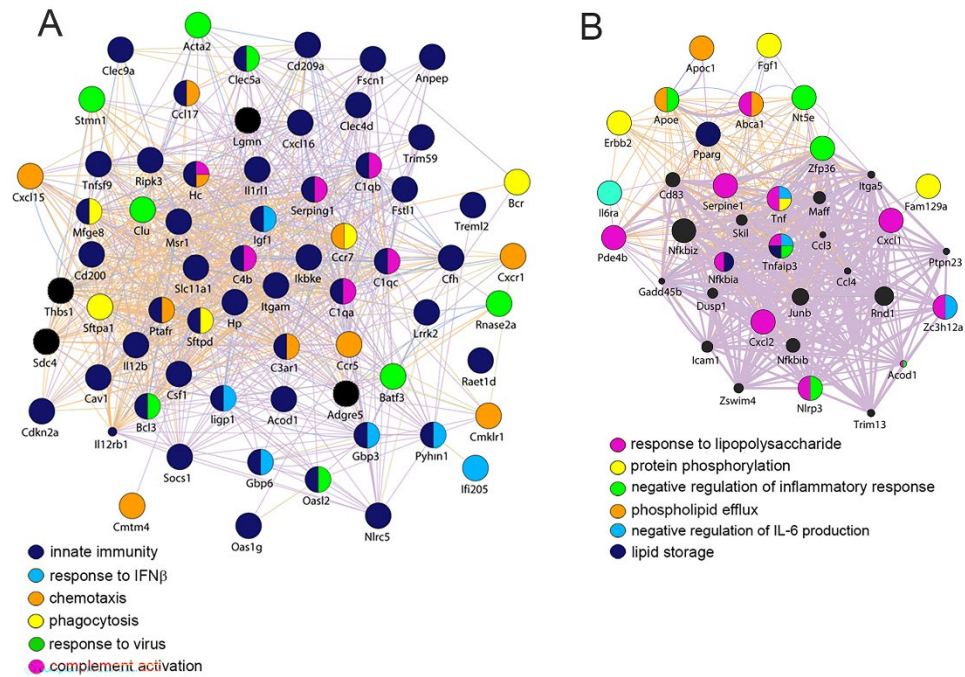 A
Acta2
Clec9a
Clec5a
Cd209a
Fscn1
Anpep
Stmn1
Ccl17
Lgmn
Cxcl16
Clec4d
Trim59
Cxcl15
Tnfsf9
Ripk3
Hc
Il1rl1
Serping1
C1qb
Fstl1
Bcr
Mfge8
Clu
Msr1
Igf1
Ccr7
Treml2
Cd200
Slc11a1
C4b
Ikbke
C1qc
Cfh
Cxcr1
Thbs1
Sftpa1
Ptafr
Sftpd
Hp
Itgam
C1qa
Lrrk2
Rnase2a
Sdc4
Il12b
C3ar1
Ccr5
Raet1d
Cav1
Csf1
Batf3
Cdkn2a
Il12rb1
Bcl3
Iigp1
Acod1
Adgre5
Cmklr1
Socs1
Gbp6
Oasl2
Gbp3
Pyhin1
Ifi205
Cmtm4
Oas1g
Nlrc5
innate immunity
response to IFNβ
chemotaxis
phagocytosis
response to virus
complement activation
B
Apoc1
Fgf1
Apoe
Abca1
Nt5e
Erbb2
Pparg
Zfp36
Il6ra
Cd83
Serpine1
Tnf
Maff
Itga5
Fam129a
Pde4b
Nfkbiz
Skil
Tnfaip3
Ccl3
Cxcl1
Ptpn23
Nfkbia
Ccl4
Gadd45b
Dusp1
Junb
Rnd1
Zc3h12a
Cxcl2
Nfkbib
Icam1
Acod1
Zswim4
Nlrp3
Trim13
response to lipopolysaccharide
protein phosphorylation
negative regulation of inflammatory response
phospholipid efflux
negative regulation of IL-6 production
lipid storage